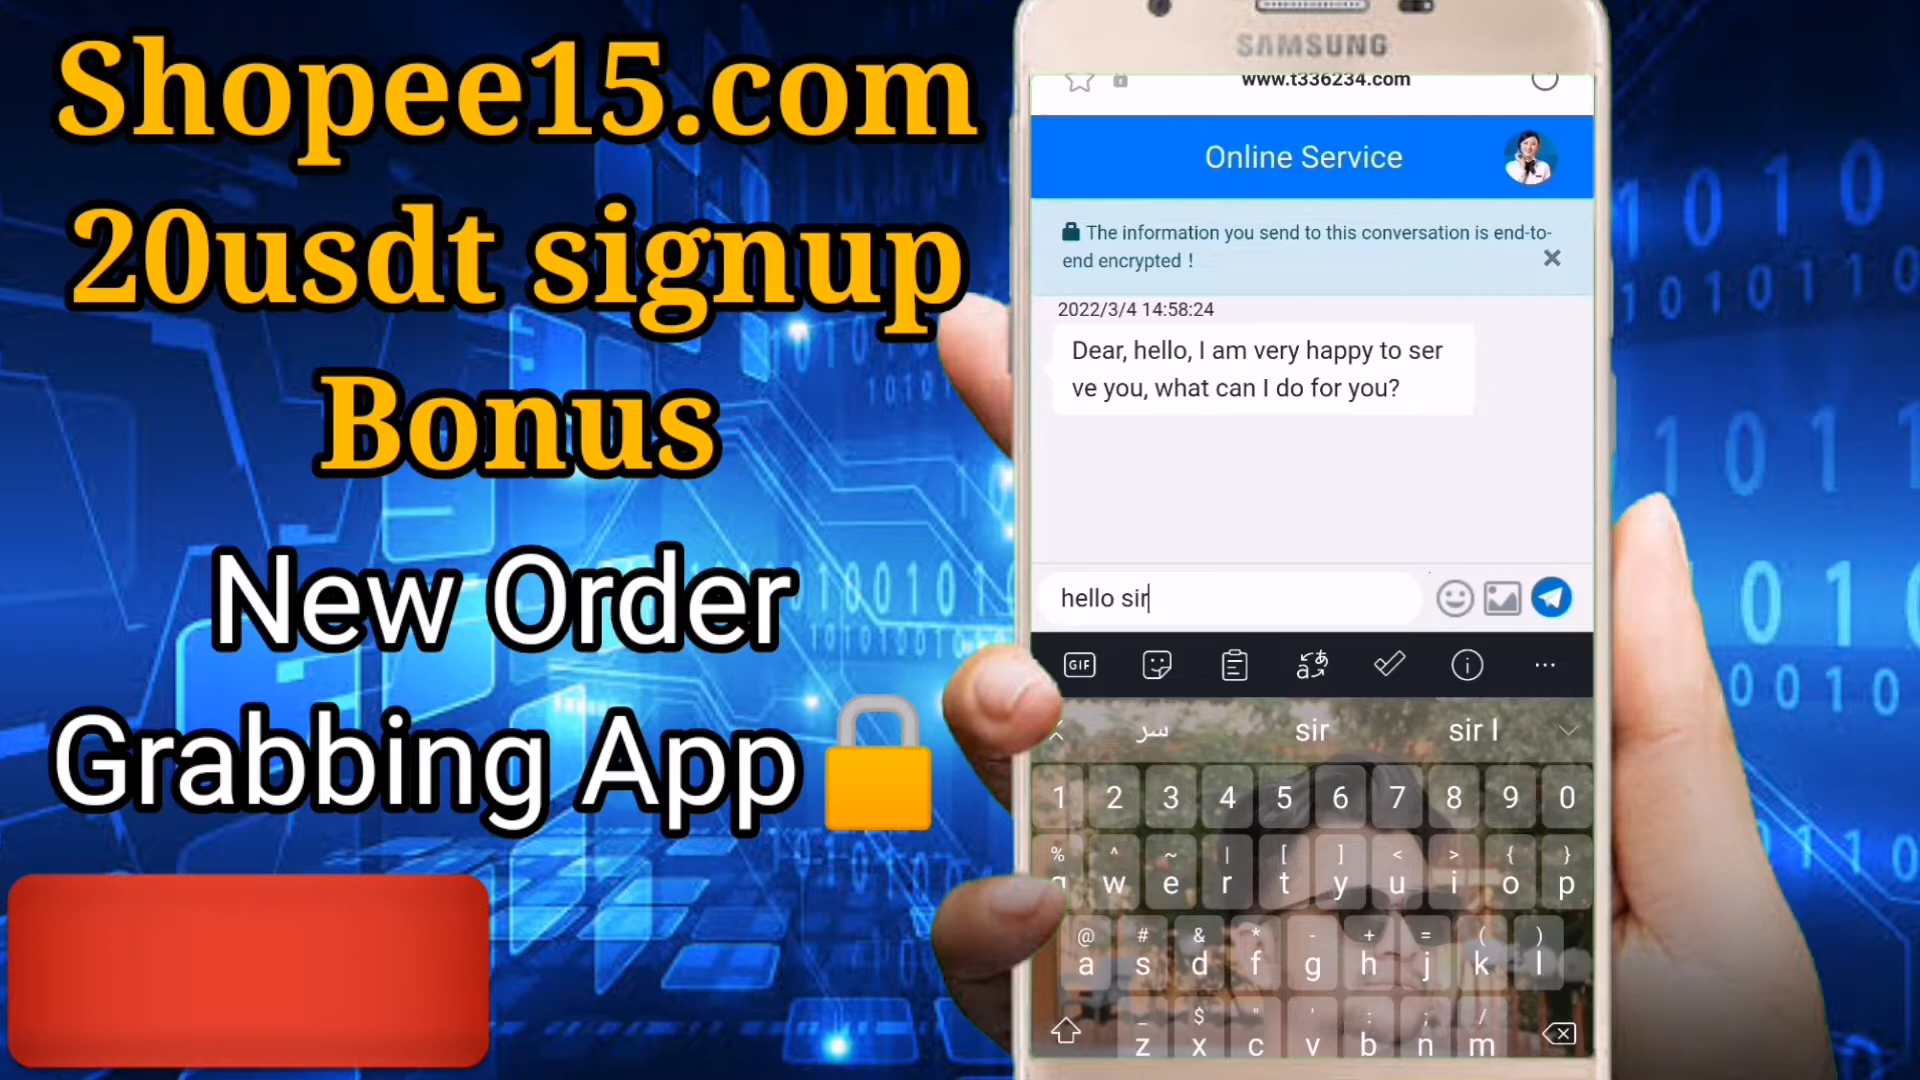 Shopee15.com
20usdt signup
Bonus
New Order
Grabbing App
SAMSUNG
www.t336234.com
Online Service
The information you send to this conversation is end-to-
end encrypted !
2022/3/4 14:58:24
Dear, hello, I am very happy to ser
ve you, what can I do for you?
hello sir
GIF
سر sir sir I
1 2 3 4 5 6 7 8 9 0
% ^ ~ | [ ] < > { }
q w e r t y u i o p
@ # & * - + = ( )
a s d f g h j k l
_ $ " ' : ; /
z x c v b n m